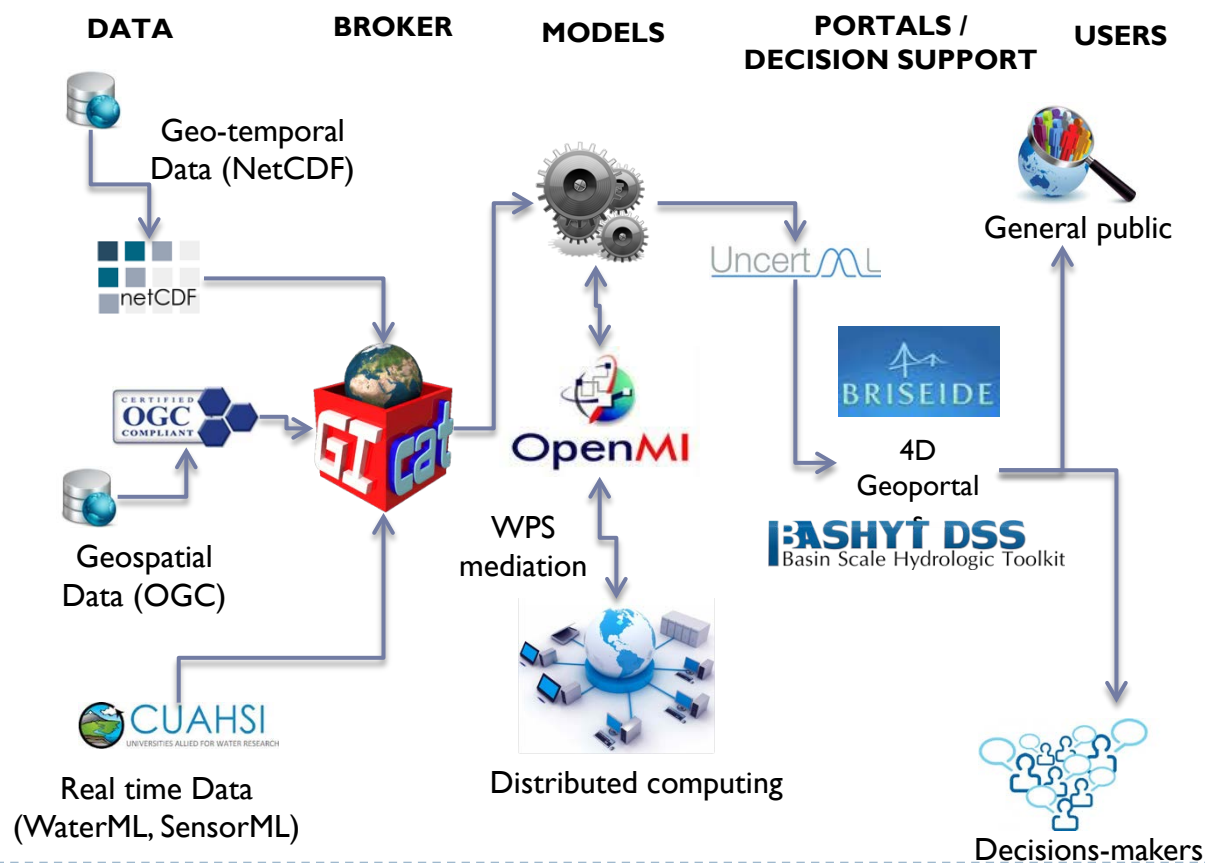 DATA
BROKER
MODELS
PORTALS /
DECISION SUPPORT
USERS
Geo-temporal
Data (NetCDF)
netCDF
CERTIFIED
OGC
COMPLIANT
Geospatial
Data (OGC)
CUAHSI
UNIVERSITIES ALLIED FOR WATER RESEARCH
Real time Data
(WaterML, SensorML)
GI cat
OpenMI
WPS
mediation
Distributed computing
UncertML
BRISEIDE
4D
Geoportal
BASHYT DSS
Basin Scale Hydrologic Toolkit
General public
Decisions-makers